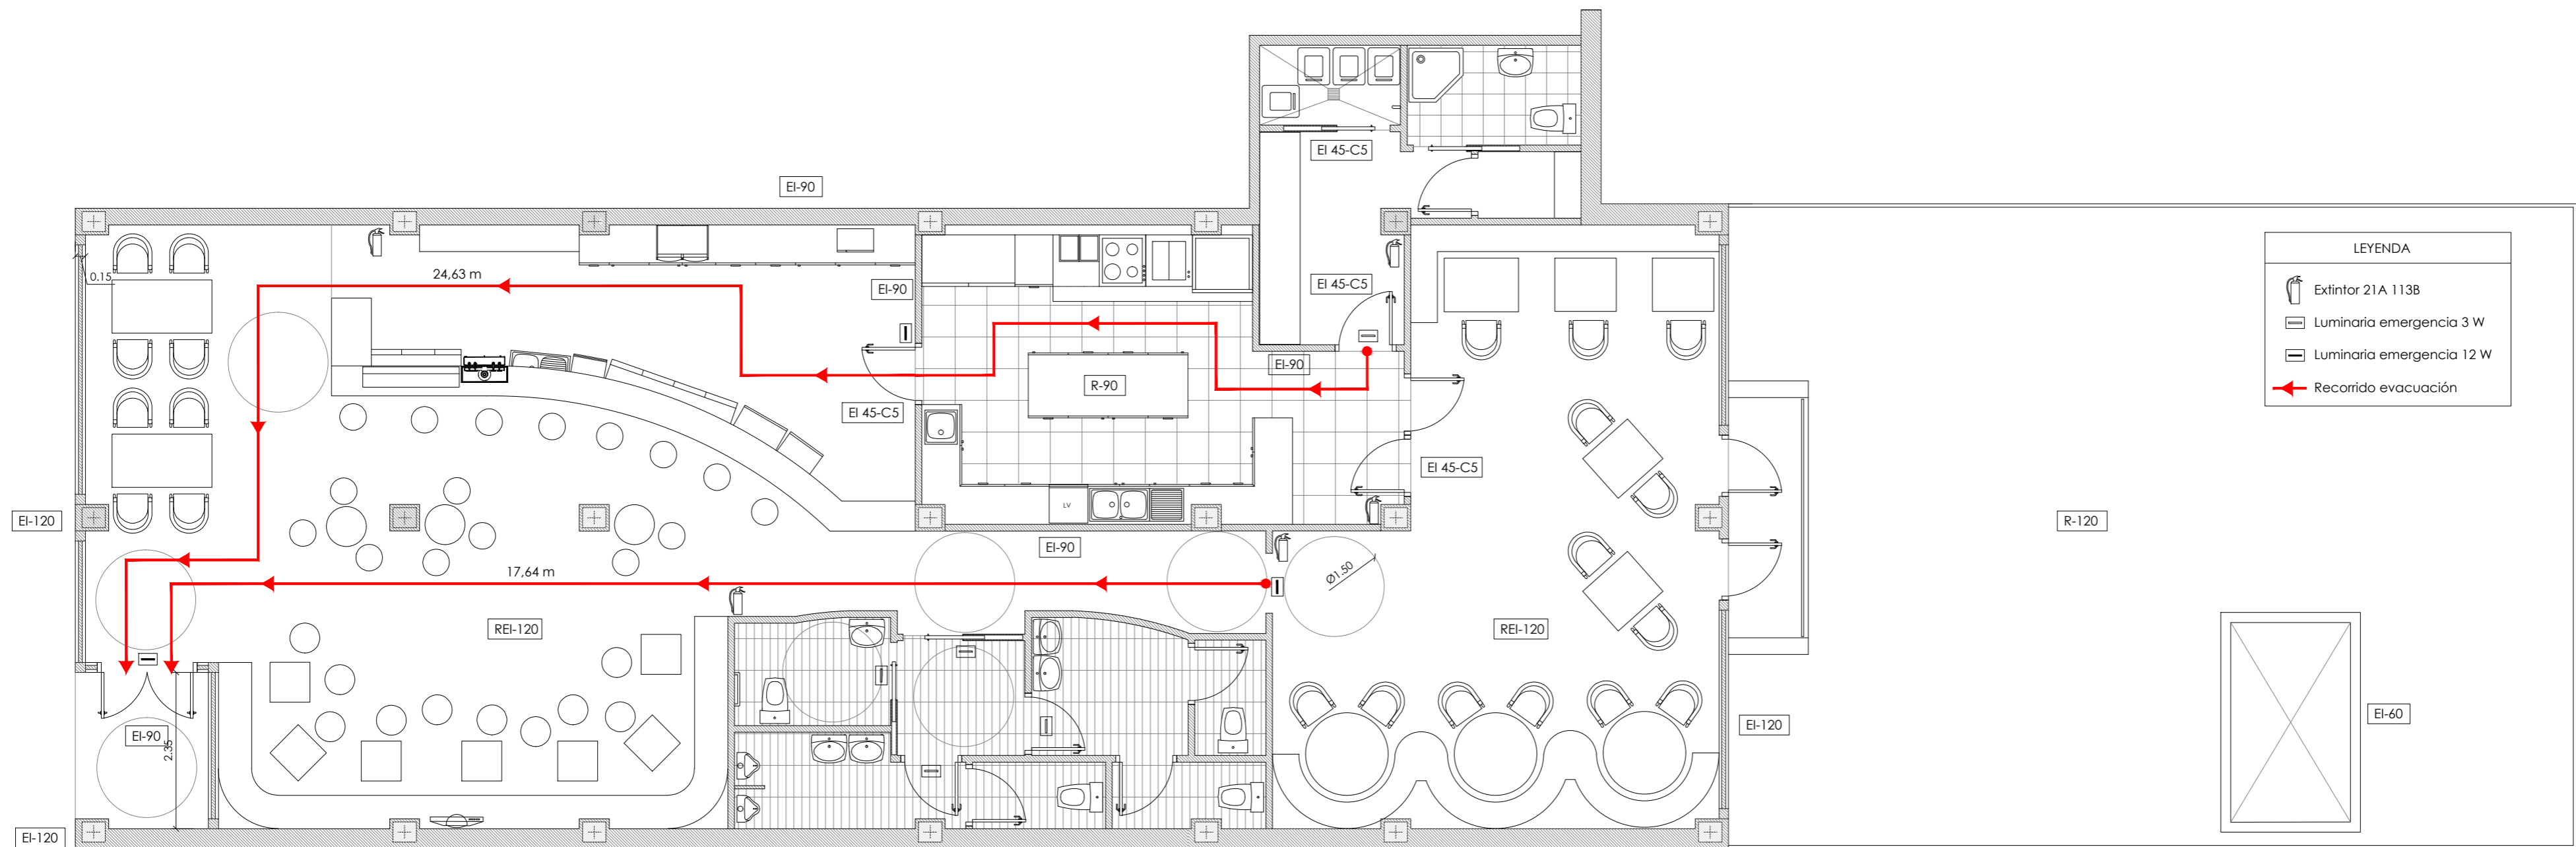 EI 45-C5
EI-90
LEYENDA
Extintor 21A 113B
Luminaria emergencia 3 W
Luminaria emergencia 12 W
Recorrido evacuación
0.15
24,63 m
EI-90
EI 45-C5
EI-90
R-90
EI 45-C5
EI 45-C5
LV
EI-120
R-120
EI-90
17,64 m
Ø1.50
REI-120
REI-120
EI-60
EI-120
EI-90
2.35
EI-120